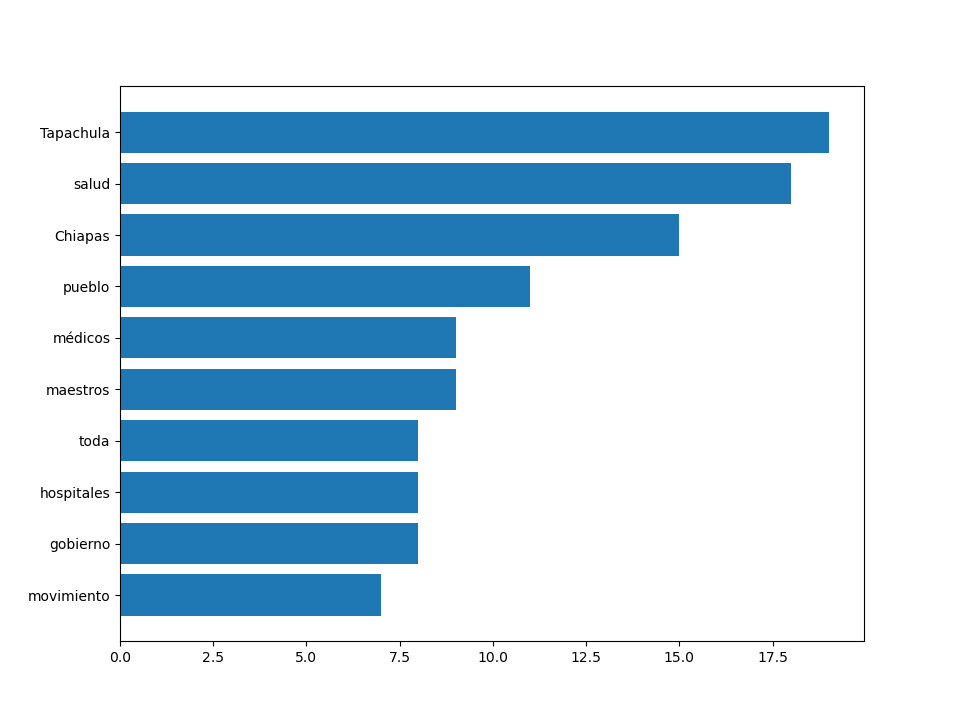 Tapachula
salud
Chiapas
pueblo
médicos
maestros
toda
hospitales
gobierno
movimiento
0.0 2.5 5.0 7.5 10.0 12.5 15.0 17.5